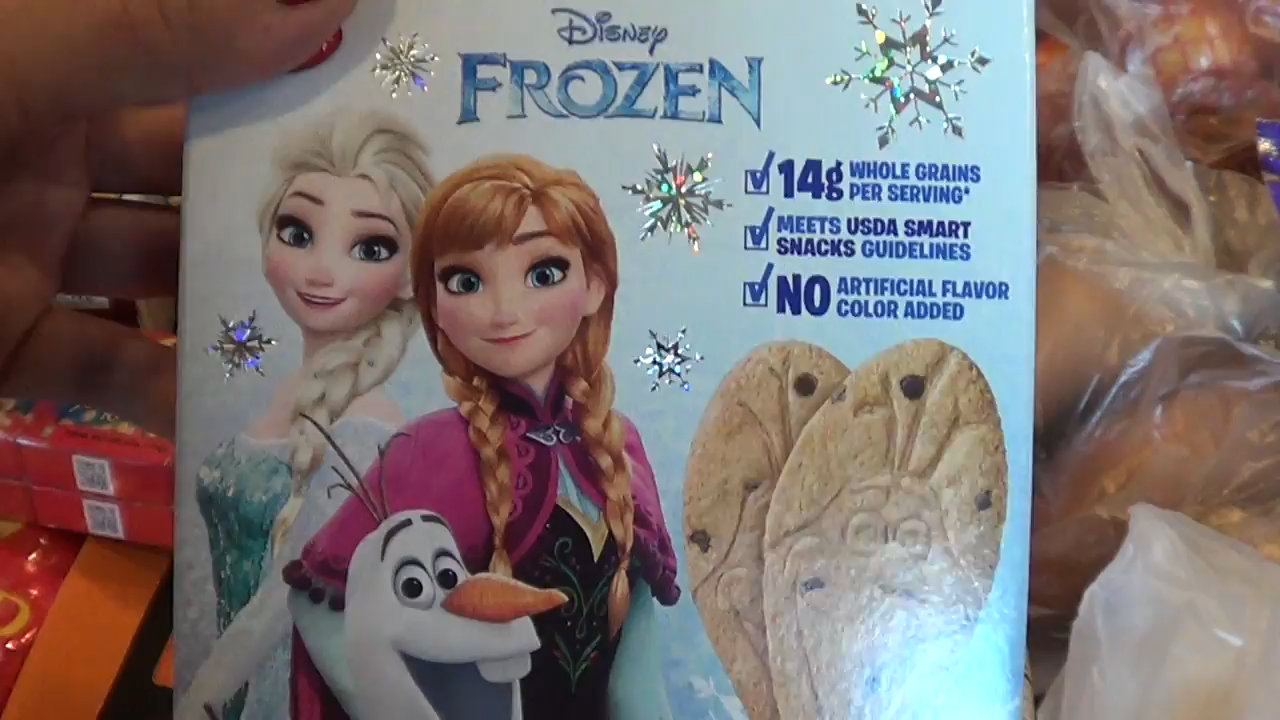 Disney
FROZEN
14g WHOLE GRAINS
PER SERVING*
MEETS USDA SMART
SNACKS GUIDELINES
NO ARTIFICIAL FLAVOR
COLOR ADDED